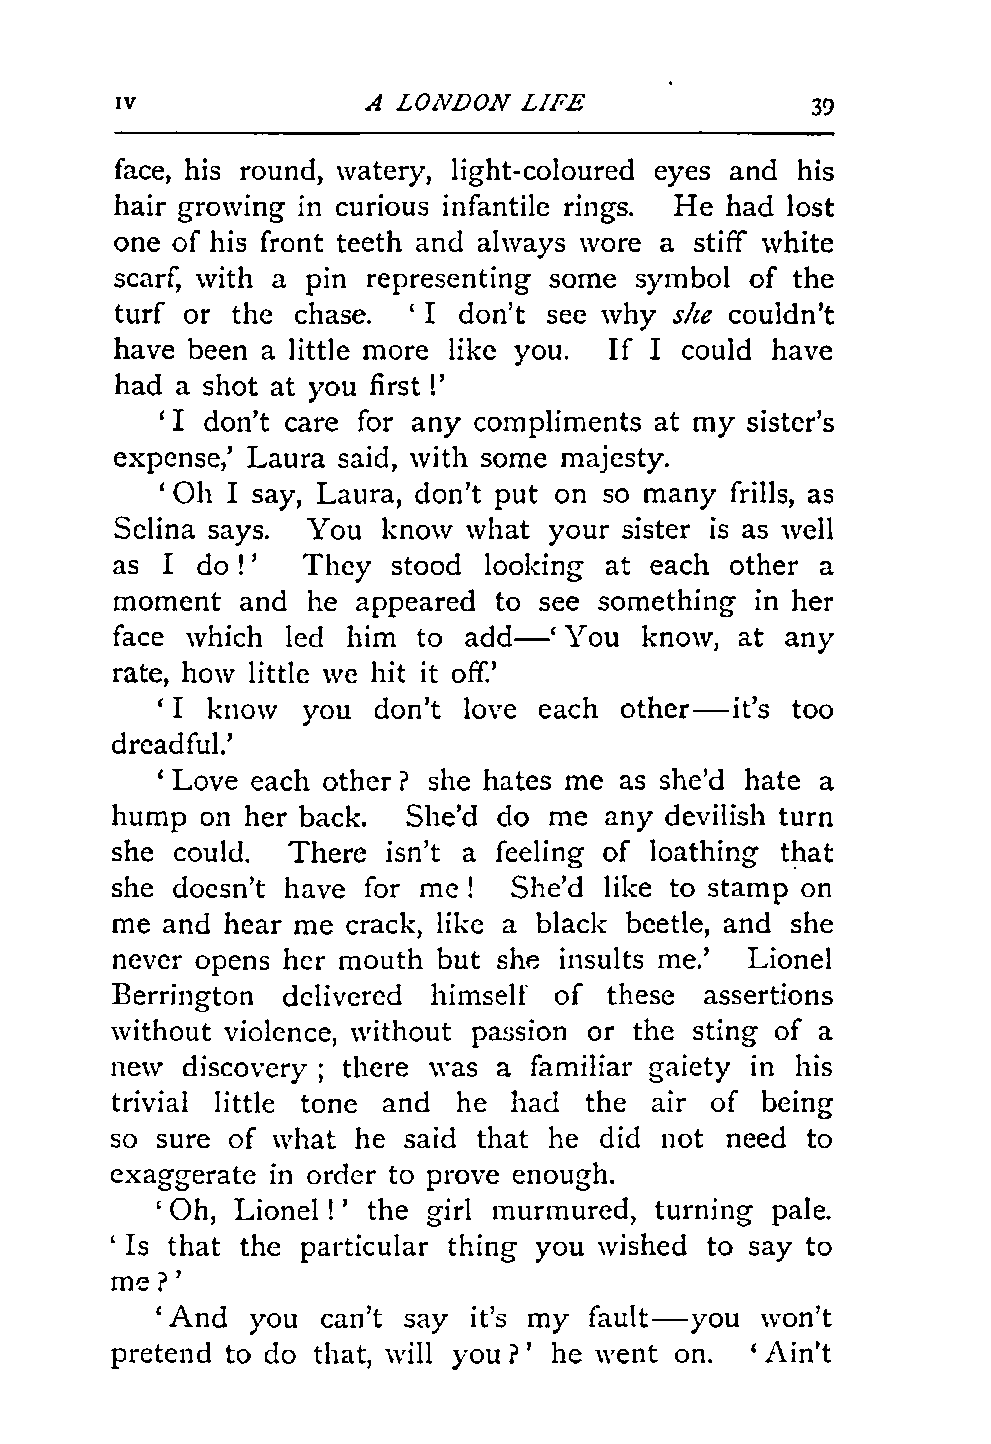 IV A LONDON LIFE 39
face, his round, watery, light-coloured eyes and his
hair growing in curious infantile rings. He had lost
one of his front teeth and always wore a stiff white
scarf, with a pin representing some symbol of the
turf or the chase. ‘I don’t see why she couldn’t
have been a little more like you. If I could have
had a shot at you first!’
‘I don’t care for any compliments at my sister’s
expense,’ Laura said, with some majesty.
‘Oh I say, Laura, don’t put on so many frills, as
Selina says. You know what your sister is as well
as I do!’ They stood looking at each other a
moment and he appeared to see something in her
face which led him to add—‘You know, at any
rate, how little we hit it off.’
‘I know you don’t love each other—it’s too
dreadful.’
‘Love each other? she hates me as she’d hate a
hump on her back. She’d do me any devilish turn
she could. There isn’t a feeling of loathing that
she doesn’t have for me! She’d like to stamp on
me and hear me crack, like a black beetle, and she
never opens her mouth but she insults me.’ Lionel
Berrington delivered himself of these assertions
without violence, without passion or the sting of a
new discovery; there was a familiar gaiety in his
trivial little tone and he had the air of being
so sure of what he said that he did not need to
exaggerate in order to prove enough.
‘Oh, Lionel!’ the girl murmured, turning pale.
‘Is that the particular thing you wished to say to
me?’
‘And you can’t say it’s my fault—you won’t
pretend to do that, will you?’ he went on. ‘Ain’t